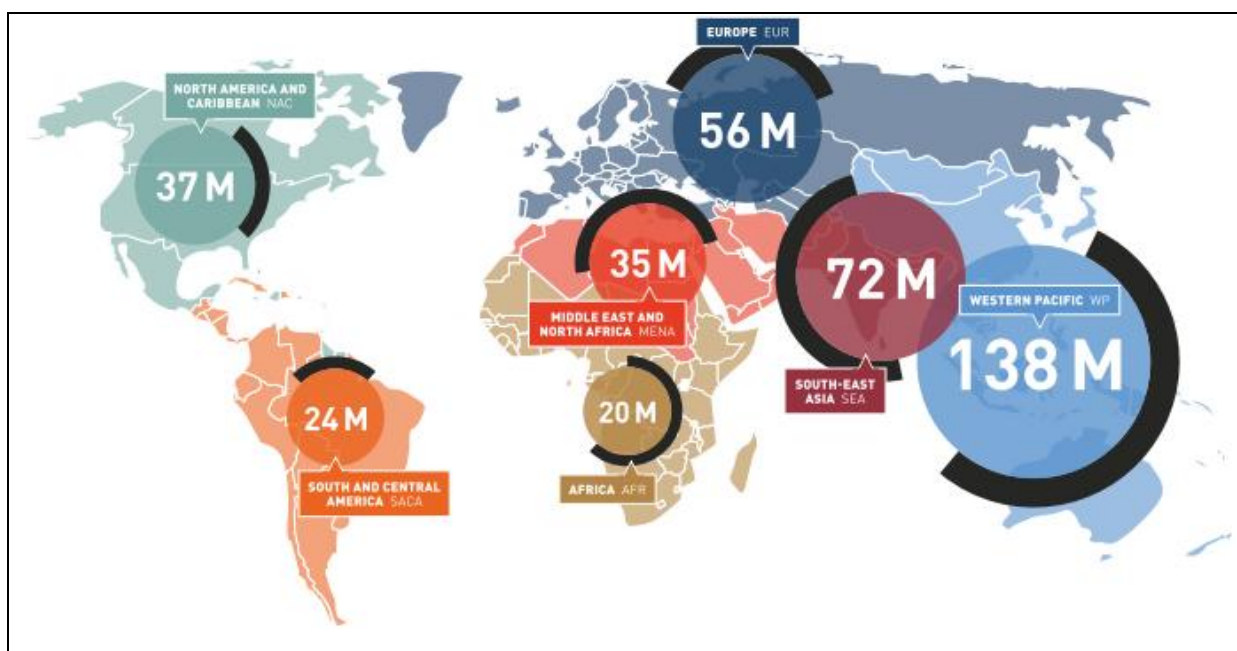 EUROPE EUR
56 M
NORTH AMERICA AND
CARIBBEAN NAC
37 M
35 M
MIDDLE EAST AND
NORTH AFRICA MENA
72 M
SOUTH-EAST
ASIA SEA
WESTERN PACIFIC WP
138 M
24 M
SOUTH AND CENTRAL
AMERICA SACA
20 M
AFRICA AFR